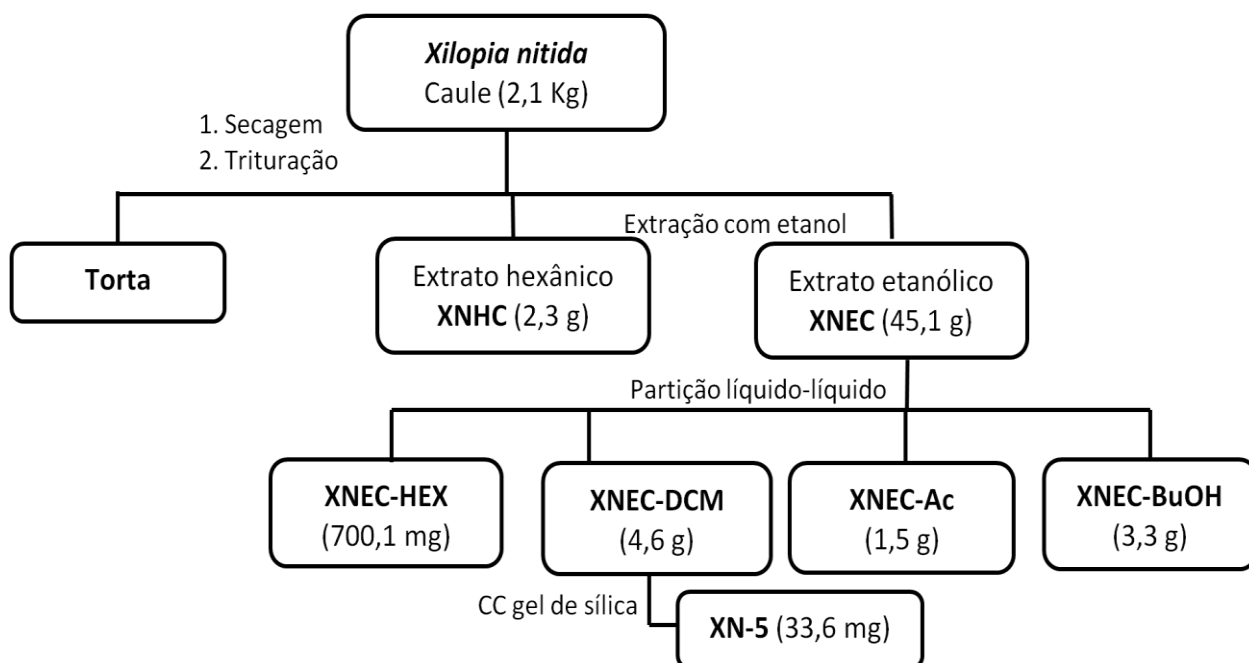 Xilopia nitida
Caule (2,1 Kg)
1. Secagem
2. Trituração
Extração com etanol
Torta
Extrato hexânico
XNHC (2,3 g)
Extrato etanólico
XNEC (45,1 g)
Partição líquido-líquido
XNEC-HEX
(700,1 mg)
XNEC-DCM
(4,6 g)
XNEC-Ac
(1,5 g)
XNEC-BuOH
(3,3 g)
CC gel de sílica
XN-5 (33,6 mg)